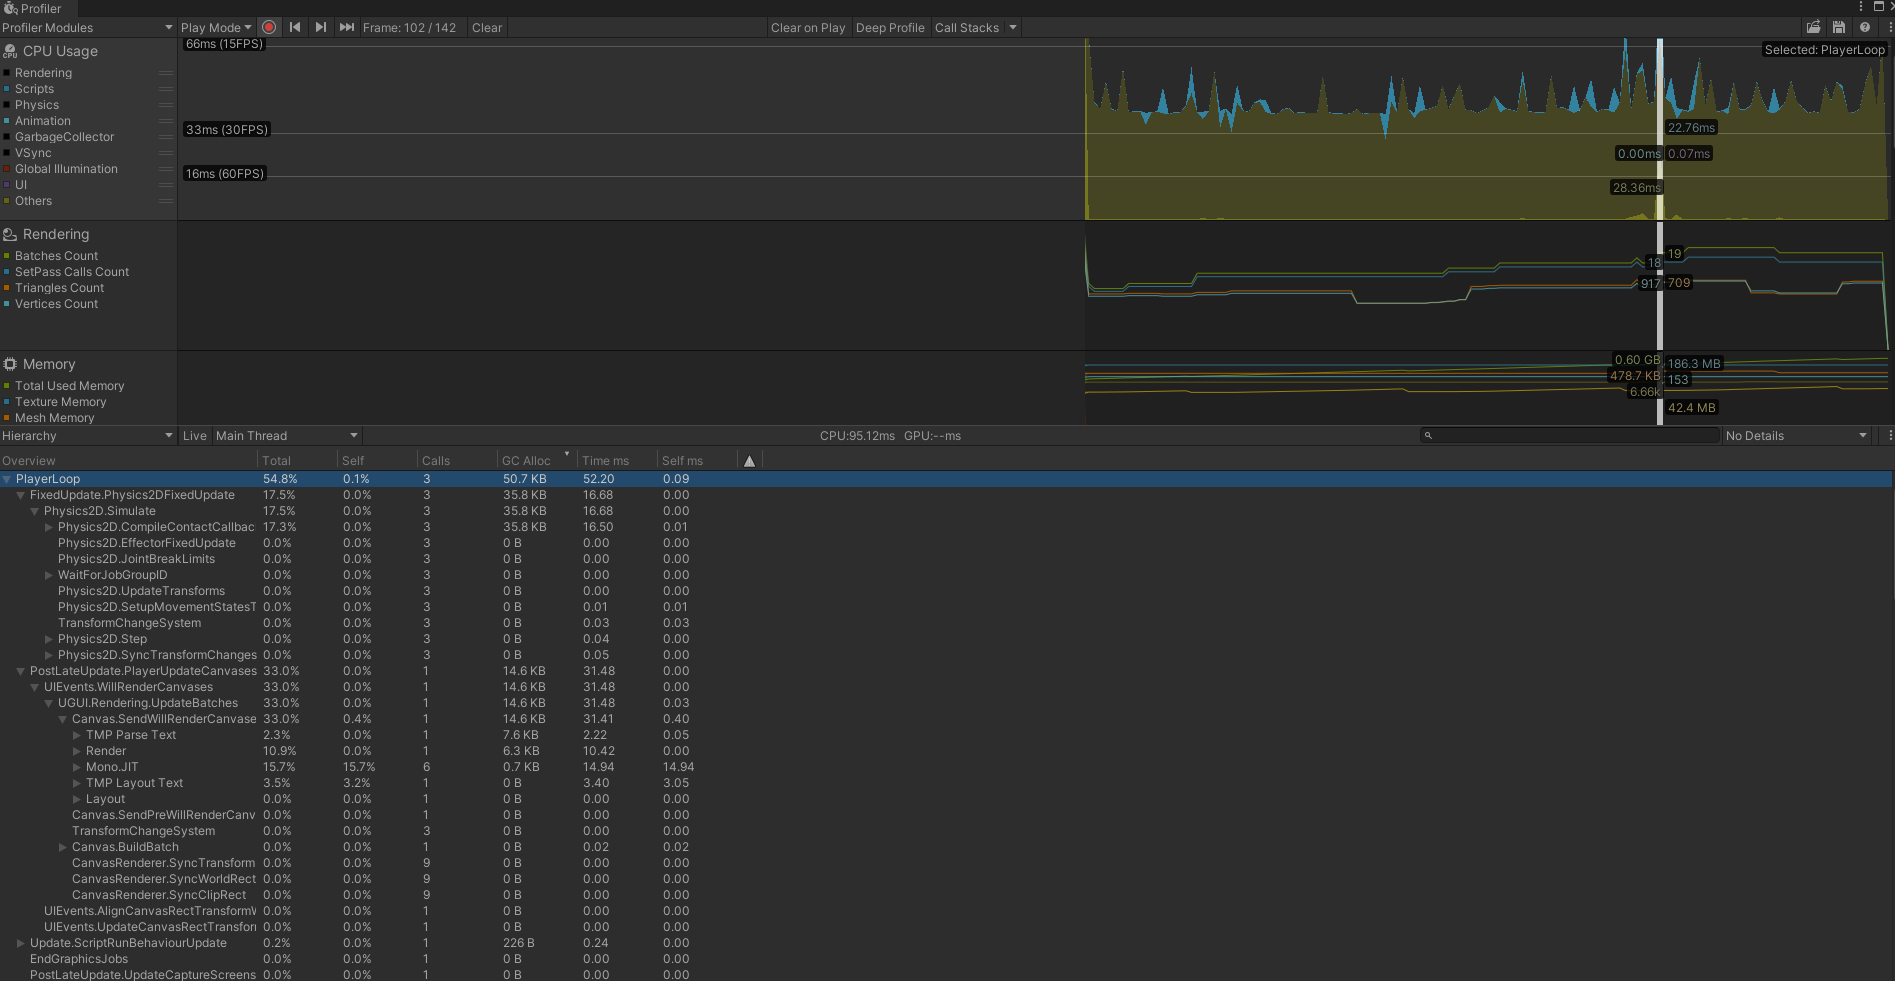 Profiler
Profiler Modules Play Mode Frame: 102 / 142 Clear Clear on Play Deep Profile Call Stacks
CPU Usage
Rendering
Scripts
Physics
Animation
GarbageCollector
VSync
Global Illumination
UI
Others
66ms (15FPS)
33ms (30FPS)
16ms (60FPS)
Selected: PlayerLoop
22.76ms
0.00ms 0.07ms
28.36ms
Rendering
Batches Count
SetPass Calls Count
Triangles Count
Vertices Count
18 19
917 709
Memory
Total Used Memory
Texture Memory
Mesh Memory
0.60 GB 186.3 MB
478.7 KB 153
6.66k
42.4 MB
Hierarchy Live Main Thread CPU:95.12ms GPU:--ms No Details
Overview Total Self Calls GC Alloc Time ms Self ms
PlayerLoop 54.8% 0.1% 3 50.7 KB 52.20 0.09
FixedUpdate.Physics2DFixedUpdate 17.5% 0.0% 3 35.8 KB 16.68 0.00
Physics2D.Simulate 17.5% 0.0% 3 35.8 KB 16.68 0.00
Physics2D.CompileContactCallbac 17.3% 0.0% 3 35.8 KB 16.50 0.01
Physics2D.EffectorFixedUpdate 0.0% 0.0% 3 0 B 0.00 0.00
Physics2D.JointBreakLimits 0.0% 0.0% 3 0 B 0.00 0.00
WaitForJobGroupID 0.0% 0.0% 3 0 B 0.00 0.00
Physics2D.UpdateTransforms 0.0% 0.0% 3 0 B 0.00 0.00
Physics2D.SetupMovementStatesT 0.0% 0.0% 3 0 B 0.01 0.01
TransformChangeSystem 0.0% 0.0% 3 0 B 0.03 0.03
Physics2D.Step 0.0% 0.0% 3 0 B 0.04 0.00
Physics2D.SyncTransformChanges 0.0% 0.0% 3 0 B 0.05 0.00
PostLateUpdate.PlayerUpdateCanvases 33.0% 0.0% 1 14.6 KB 31.48 0.00
UIEvents.WillRenderCanvases 33.0% 0.0% 1 14.6 KB 31.48 0.00
UGUI.Rendering.UpdateBatches 33.0% 0.0% 1 14.6 KB 31.48 0.03
Canvas.SendWillRenderCanvase 33.0% 0.4% 1 14.6 KB 31.41 0.40
TMP Parse Text 2.3% 0.0% 1 7.6 KB 2.22 0.05
Render 10.9% 0.0% 1 6.3 KB 10.42 0.00
Mono.JIT 15.7% 15.7% 6 0.7 KB 14.94 14.94
TMP Layout Text 3.5% 3.2% 1 0 B 3.40 3.05
Layout 0.0% 0.0% 1 0 B 0.00 0.00
Canvas.SendPreWillRenderCanv 0.0% 0.0% 1 0 B 0.00 0.00
TransformChangeSystem 0.0% 0.0% 3 0 B 0.00 0.00
Canvas.BuildBatch 0.0% 0.0% 1 0 B 0.02 0.02
CanvasRenderer.SyncTransform 0.0% 0.0% 9 0 B 0.00 0.00
CanvasRenderer.SyncWorldRect 0.0% 0.0% 9 0 B 0.00 0.00
CanvasRenderer.SyncClipRect 0.0% 0.0% 9 0 B 0.00 0.00
UIEvents.AlignCanvasRectTransformW 0.0% 0.0% 1 0 B 0.00 0.00
UIEvents.UpdateCanvasRectTransforn 0.0% 0.0% 1 0 B 0.00 0.00
Update.ScriptRunBehaviourUpdate 0.2% 0.0% 1 226 B 0.24 0.00
EndGraphicsJobs 0.0% 0.0% 1 0 B 0.00 0.00
PostLateUpdate.UpdateCaptureScreens 0.0% 0.0% 1 0 B 0.00 0.00